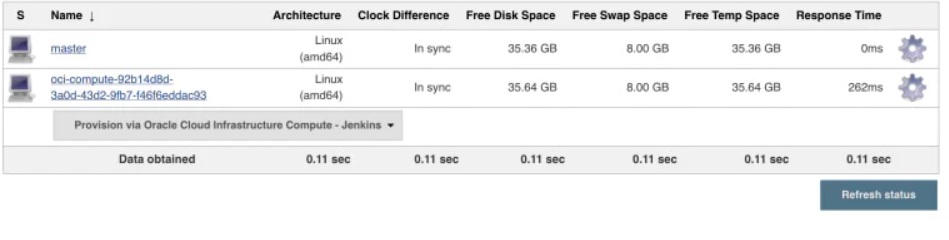 S Name ↓ Architecture Clock Difference Free Disk Space Free Swap Space Free Temp Space Response Time
master Linux (amd64) In sync 35.36 GB 8.00 GB 35.36 GB 0ms
oci-compute-92b14d8d-
3a0d-43d2-9fb7-f46f6eddac93 Linux (amd64) In sync 35.64 GB 8.00 GB 35.64 GB 262ms
Provision via Oracle Cloud Infrastructure Compute - Jenkins
Data obtained 0.11 sec 0.11 sec 0.11 sec 0.11 sec 0.11 sec 0.11 sec
Refresh status